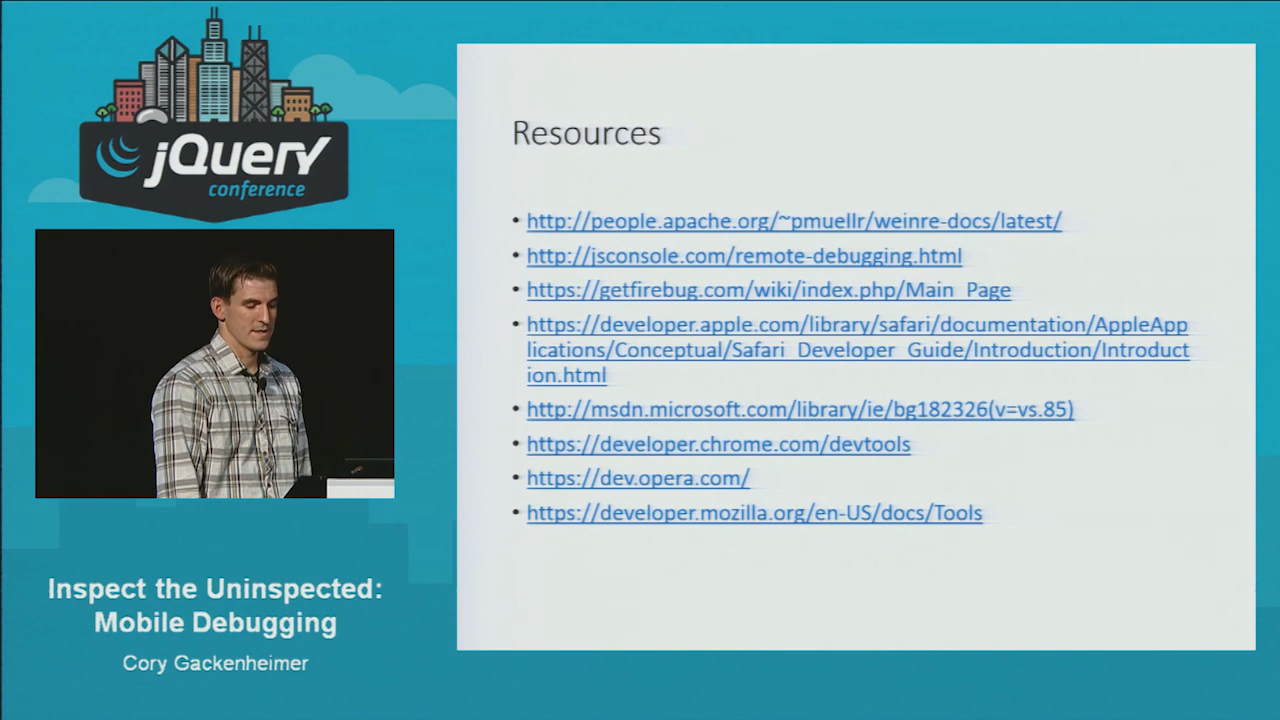 jQuery
conference
Resources
• http://people.apache.org/~pmuellr/weinre-docs/latest/
• http://jsconsole.com/remote-debugging.html
• https://getfirebug.com/wiki/index.php/Main_Page
• https://developer.apple.com/library/safari/documentation/AppleApp
lications/Conceptual/Safari_Developer_Guide/Introduction/Introduct
ion.html
• http://msdn.microsoft.com/library/ie/bg182326(v=vs.85)
• https://developer.chrome.com/devtools
• https://dev.opera.com/
• https://developer.mozilla.org/en-US/docs/Tools
Inspect the Uninspected:
Mobile Debugging
Cory Gackenheimer